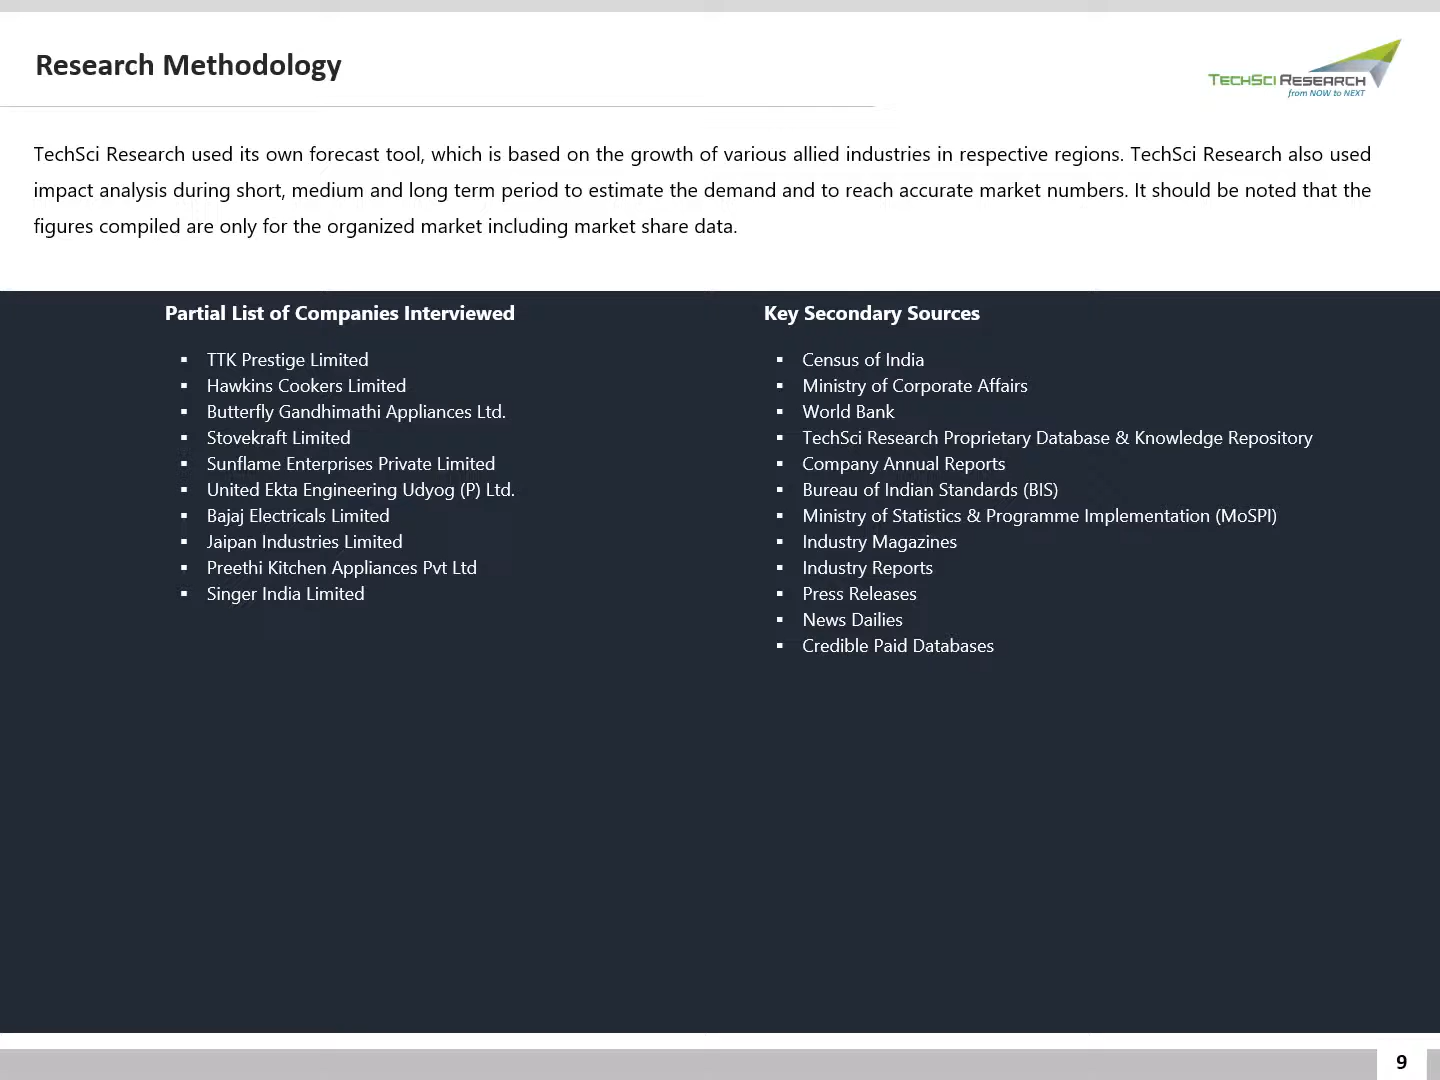 Research Methodology
TECHSCI RESEARCH
from NOW to NEXT
TechSci Research used its own forecast tool, which is based on the growth of various allied industries in respective regions. TechSci Research also used
impact analysis during short, medium and long term period to estimate the demand and to reach accurate market numbers. It should be noted that the
figures compiled are only for the organized market including market share data.
Partial List of Companies Interviewed
▪ TTK Prestige Limited
▪ Hawkins Cookers Limited
▪ Butterfly Gandhimathi Appliances Ltd.
▪ Stovekraft Limited
▪ Sunflame Enterprises Private Limited
▪ United Ekta Engineering Udyog (P) Ltd.
▪ Bajaj Electricals Limited
▪ Jaipan Industries Limited
▪ Preethi Kitchen Appliances Pvt Ltd
▪ Singer India Limited
Key Secondary Sources
▪ Census of India
▪ Ministry of Corporate Affairs
▪ World Bank
▪ TechSci Research Proprietary Database & Knowledge Repository
▪ Company Annual Reports
▪ Bureau of Indian Standards (BIS)
▪ Ministry of Statistics & Programme Implementation (MoSPI)
▪ Industry Magazines
▪ Industry Reports
▪ Press Releases
▪ News Dailies
▪ Credible Paid Databases
9